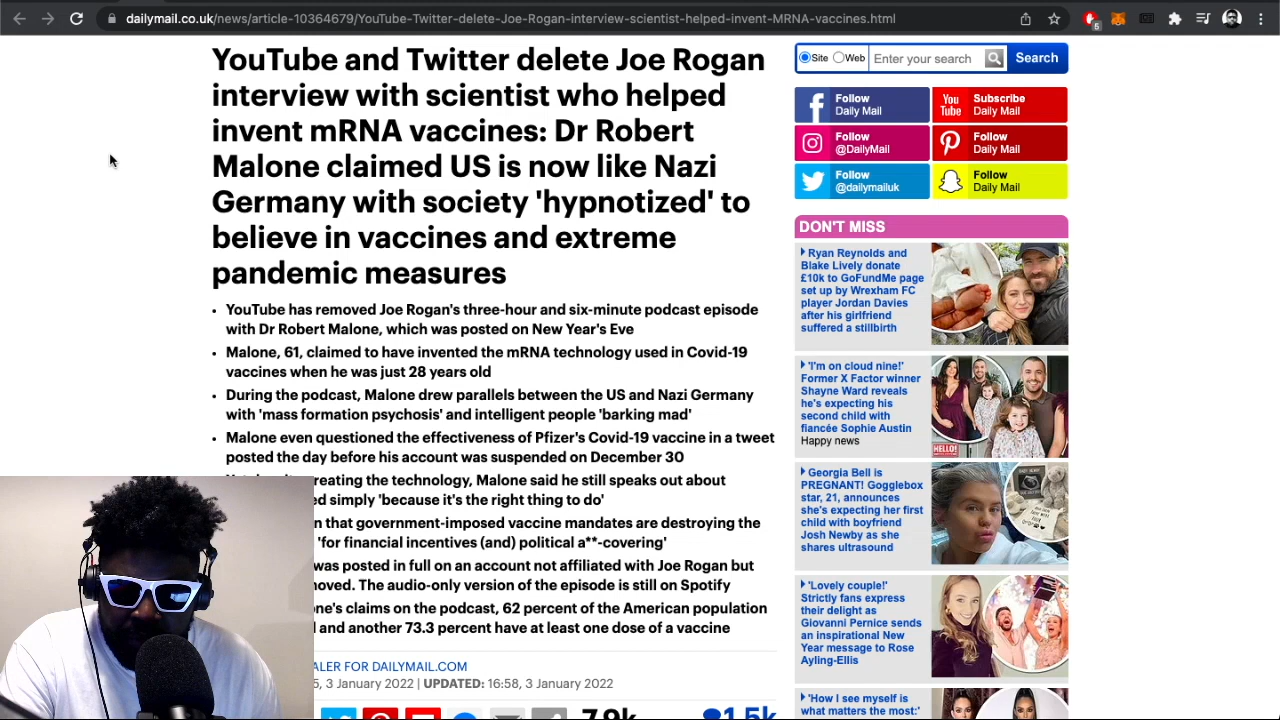 dailymail.co.uk/news/article-10364679/YouTube-Twitter-delete-Joe-Rogan-interview-scientist-helped-invent-MRNA-vaccines.html
5
YouTube and Twitter delete Joe Rogan
interview with scientist who helped
invent mRNA vaccines: Dr Robert
Malone claimed US is now like Nazi
Germany with society 'hypnotized' to
believe in vaccines and extreme
pandemic measures
• YouTube has removed Joe Rogan's three-hour and six-minute podcast episode
with Dr Robert Malone, which was posted on New Year's Eve
• Malone, 61, claimed to have invented the mRNA technology used in Covid-19
vaccines when he was just 28 years old
• During the podcast, Malone drew parallels between the US and Nazi Germany
with 'mass formation psychosis' and intelligent people 'barking mad'
• Malone even questioned the effectiveness of Pfizer's Covid-19 vaccine in a tweet
posted the day before his account was suspended on December 30
reating the technology, Malone said he still speaks out about
ed simply 'because it's the right thing to do'
n that government-imposed vaccine mandates are destroying the
'for financial incentives (and) political a**-covering'
was posted in full on an account not affiliated with Joe Rogan but
moved. The audio-only version of the episode is still on Spotify
one's claims on the podcast, 62 percent of the American population
and another 73.3 percent have at least one dose of a vaccine
ALER FOR DAILYMAIL.COM
5, 3 January 2022 | UPDATED: 16:58, 3 January 2022
7.9k
1.5k
Site Web Enter your search Search
Follow
Daily Mail
You
Tube
Subscribe
Daily Mail
Follow
@DailyMail
Follow
Daily Mail
Follow
@dailymailuk
Follow
Daily Mail
DON'T MISS
Ryan Reynolds and
Blake Lively donate
£10k to GoFundMe page
set up by Wrexham FC
player Jordan Davies
after his girlfriend
suffered a stillbirth
'I'm on cloud nine!'
Former X Factor winner
Shayne Ward reveals
he's expecting his
second child with
fiancée Sophie Austin
Happy news
HELLO!
Georgia Bell is
PREGNANT! Gogglebox
star, 21, announces
she's expecting her first
child with boyfriend
Josh Newby as she
shares ultrasound
'Lovely couple!'
Strictly fans express
their delight as
Giovanni Pernice sends
an inspirational New
Year message to Rose
Ayling-Ellis
'How I see myself is
what matters the most:'